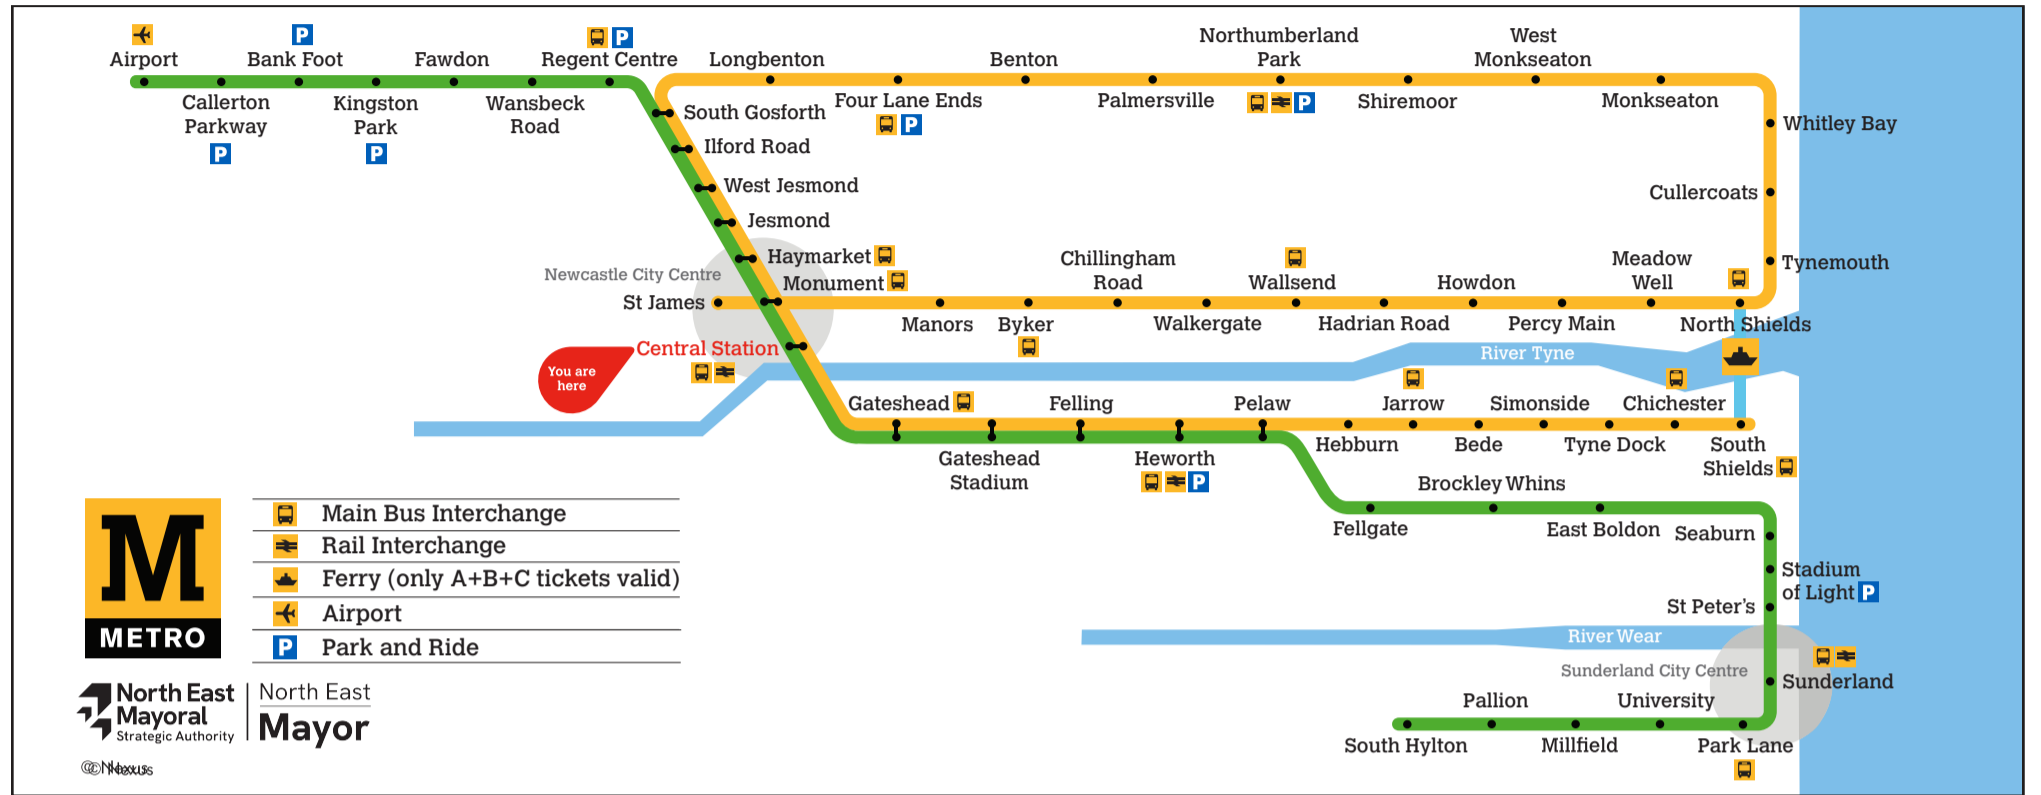 Airport
Callerton
Parkway
P
P
Bank Foot
Kingston
Park
P
Fawdon
Wansbeck
Road
P
Regent Centre
South Gosforth
Ilford Road
West Jesmond
Jesmond
Haymarket
Monument
Newcastle City Centre
St James
Central Station
You are
here
Longbenton
Four Lane Ends
P
Benton
Palmersville
Northumberland
Park
P
Shiremoor
West
Monkseaton
Monkseaton
Whitley Bay
Cullercoats
Tynemouth
North Shields
Meadow
Well
Percy Main
Howdon
Hadrian Road
Wallsend
Walkergate
Chillingham
Road
Byker
Manors
River Tyne
Gateshead
Gateshead
Stadium
Felling
Heworth
P
Pelaw
Hebburn
Jarrow
Bede
Simonside
Tyne Dock
Chichester
South
Shields
Fellgate
Brockley Whins
East Boldon
Seaburn
Stadium
of Light P
St Peter's
River Wear
Sunderland City Centre
Sunderland
Park Lane
University
Millfield
Pallion
South Hylton
M
METRO
Main Bus Interchange
Rail Interchange
Ferry (only A+B+C tickets valid)
Airport
P Park and Ride
North East
Mayoral
Strategic Authority
North East
Mayor